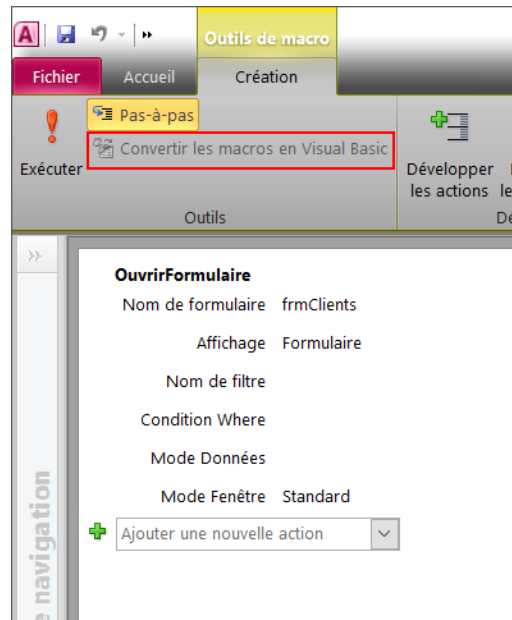 A
Outils de macro
Fichier Accueil Création
Pas-à-pas
Convertir les macros en Visual Basic
Exécuter
Développer
les actions
Outils
OuvrirFormulaire
Nom de formulaire frmClients
Affichage Formulaire
Nom de filtre
Condition Where
Mode Données
Mode Fenêtre Standard
Ajouter une nouvelle action
navigation